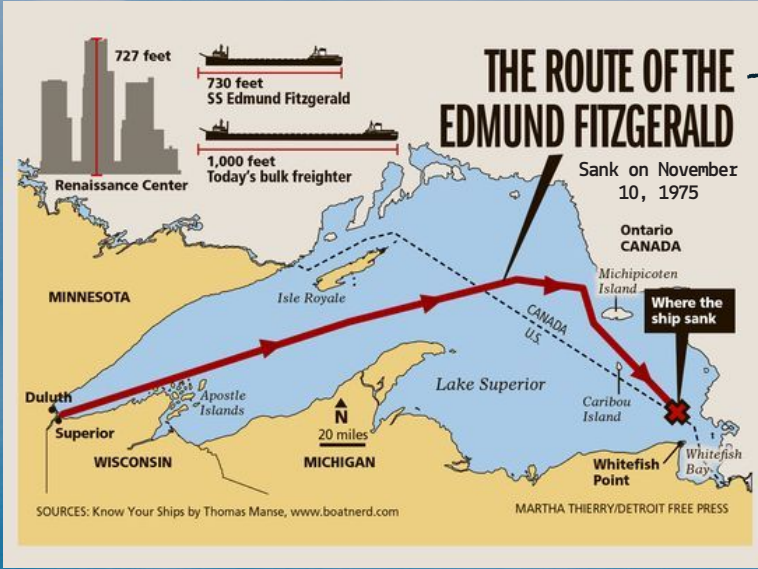 727 feet
730 feet
SS Edmund Fitzgerald
1,000 feet
Today's bulk freighter
Renaissance Center
THE ROUTE OF THE
EDMUND FITZGERALD
Sank on November
10, 1975
Ontario
CANADA
Michipicoten
Island
Where the
ship sank
MINNESOTA
Isle Royale
CANADA
U.S.
Duluth
Superior
Apostle
Islands
N
20 miles
Lake Superior
Caribou
Island
WISCONSIN
MICHIGAN
Whitefish
Point
Whitefish
Bay
SOURCES: Know Your Ships by Thomas Manse, www.boatnerd.com
MARTHA THIERRY/DETROIT FREE PRESS